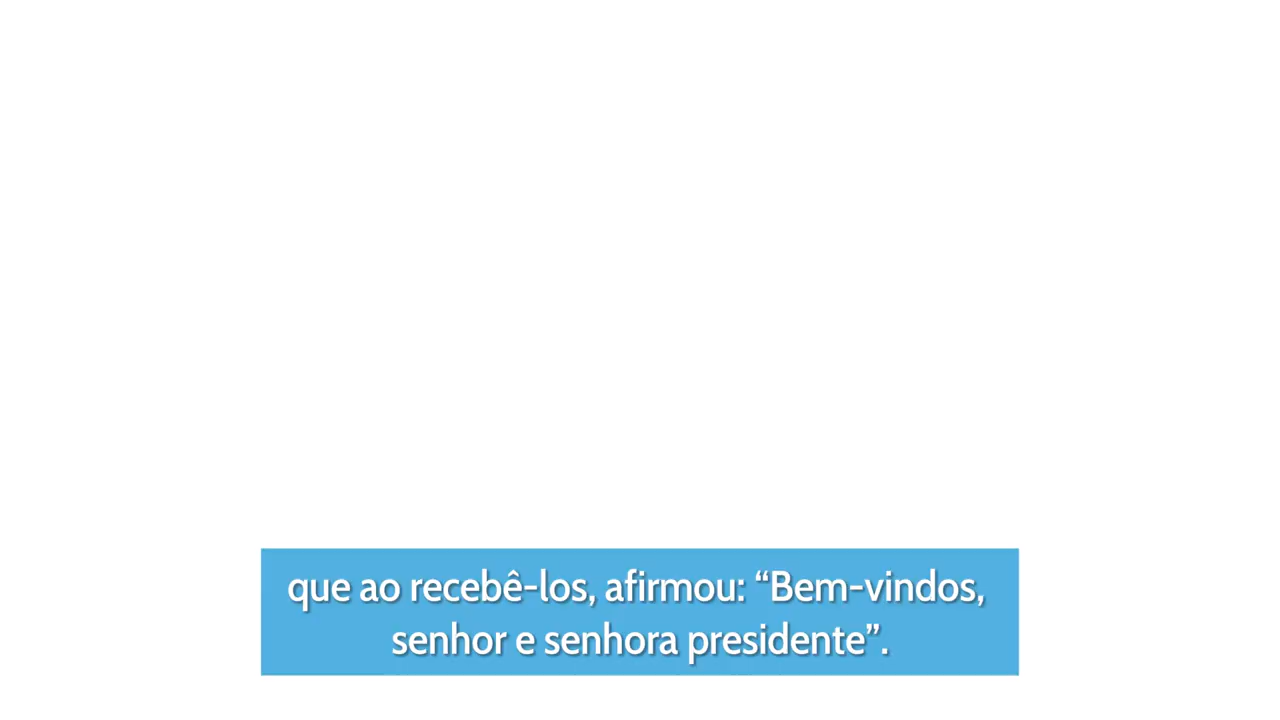 que ao recebê-los, afirmou: “Bem-vindos,
senhor e senhora presidente”.